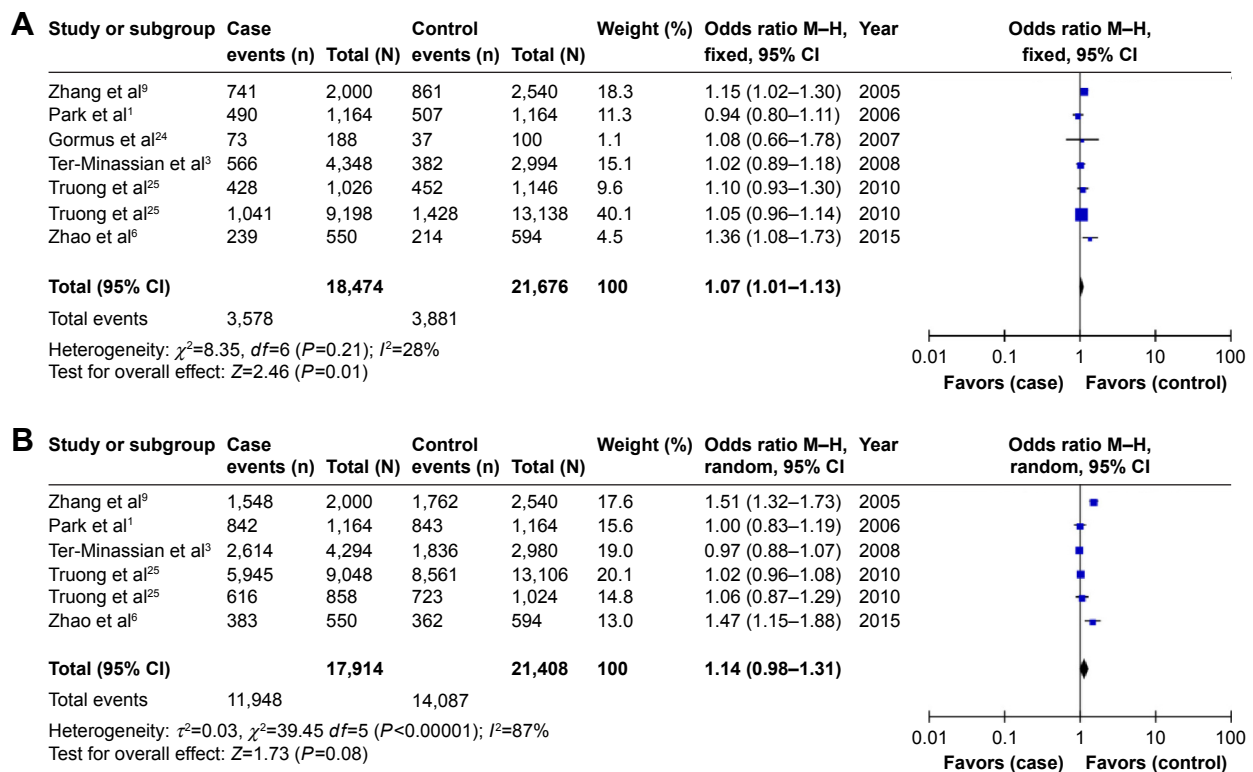 A Study or subgroup Case Control Weight (%) Odds ratio M–H, Year Odds ratio M–H,
events (n) Total (N) events (n) Total (N) fixed, 95% CI fixed, 95% CI
Zhang et al⁹ 741 2,000 861 2,540 18.3 1.15 (1.02–1.30) 2005
Park et al¹ 490 1,164 507 1,164 11.3 0.94 (0.80–1.11) 2006
Gormus et al²⁴ 73 188 37 100 1.1 1.08 (0.66–1.78) 2007
Ter-Minassian et al³ 566 4,348 382 2,994 15.1 1.02 (0.89–1.18) 2008
Truong et al²⁵ 428 1,026 452 1,146 9.6 1.10 (0.93–1.30) 2010
Truong et al²⁵ 1,041 9,198 1,428 13,138 40.1 1.05 (0.96–1.14) 2010
Zhao et al⁶ 239 550 214 594 4.5 1.36 (1.08–1.73) 2015
Total (95% CI) 18,474 21,676 100 1.07 (1.01–1.13)
Total events 3,578 3,881
Heterogeneity: χ²=8.35, df=6 (P=0.21); I²=28%
Test for overall effect: Z=2.46 (P=0.01)
0.01 0.1 1 10 100
Favors (case) Favors (control)
B Study or subgroup Case Control Weight (%) Odds ratio M–H, Year Odds ratio M–H,
events (n) Total (N) events (n) Total (N) random, 95% CI random, 95% CI
Zhang et al⁹ 1,548 2,000 1,762 2,540 17.6 1.51 (1.32–1.73) 2005
Park et al¹ 842 1,164 843 1,164 15.6 1.00 (0.83–1.19) 2006
Ter-Minassian et al³ 2,614 4,294 1,836 2,980 19.0 0.97 (0.88–1.07) 2008
Truong et al²⁵ 5,945 9,048 8,561 13,106 20.1 1.02 (0.96–1.08) 2010
Truong et al²⁵ 616 858 723 1,024 14.8 1.06 (0.87–1.29) 2010
Zhao et al⁶ 383 550 362 594 13.0 1.47 (1.15–1.88) 2015
Total (95% CI) 17,914 21,408 100 1.14 (0.98–1.31)
Total events 11,948 14,087
Heterogeneity: τ²=0.03, χ²=39.45 df=5 (P<0.00001); I²=87%
Test for overall effect: Z=1.73 (P=0.08)
0.01 0.1 1 10 100
Favors (case) Favors (control)